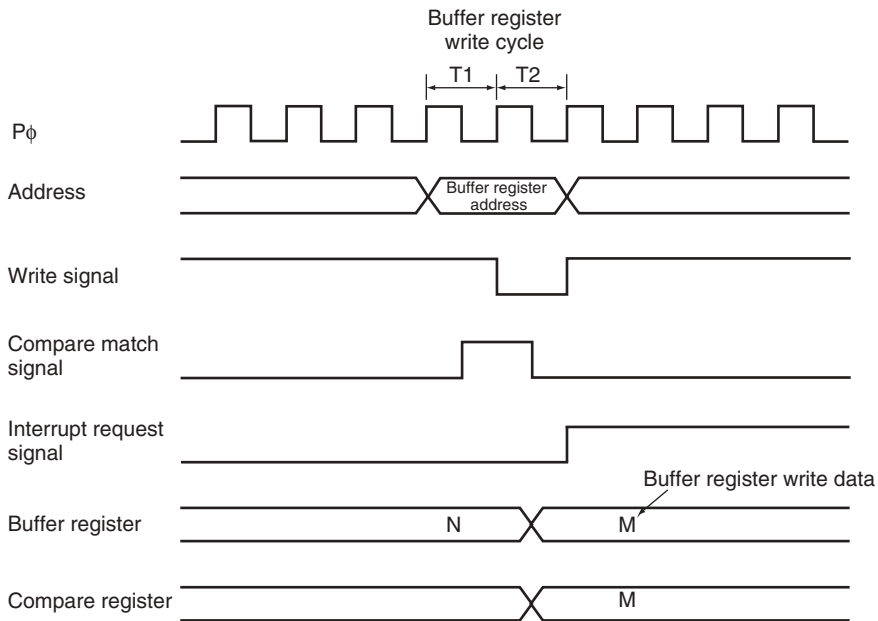 Buffer register
write cycle
T1 T2
Pϕ
Address
Buffer register
address
Write signal
Compare match
signal
Interrupt request
signal
Buffer register write data
Buffer register N M
Compare register M